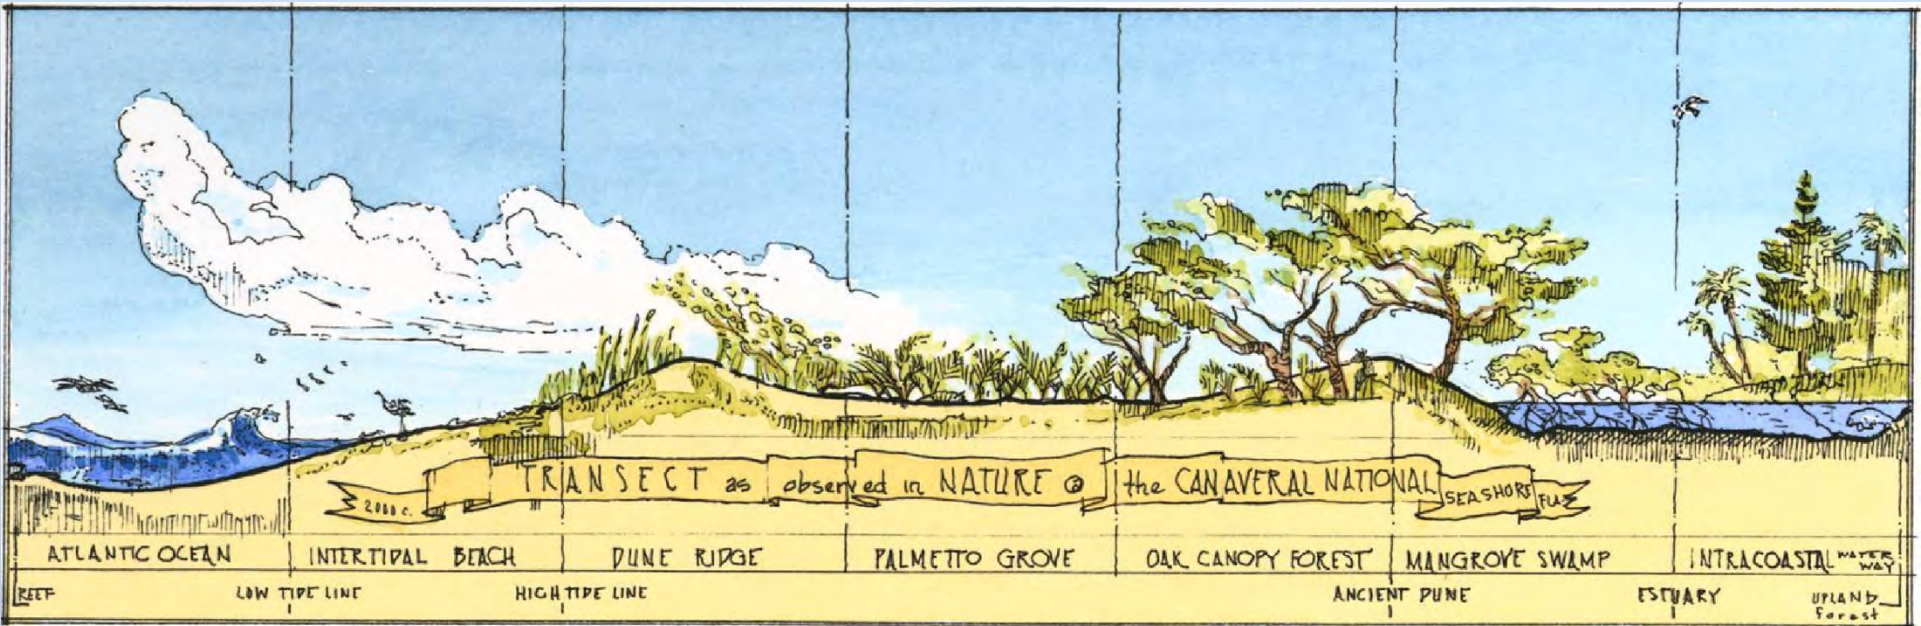 2000 c. TRANSECT as observed in NATURE @ the CANAVERAL NATIONAL SEASHORE FLA
ATLANTIC OCEAN INTERTIDAL BEACH DUNE RIDGE PALMETTO GROVE OAK CANOPY FOREST MANGROVE SWAMP INTRACOASTAL WATER WAY
REEF LOW TIDE LINE HIGH TIDE LINE ANCIENT DUNE ESTUARY UPLAND forest